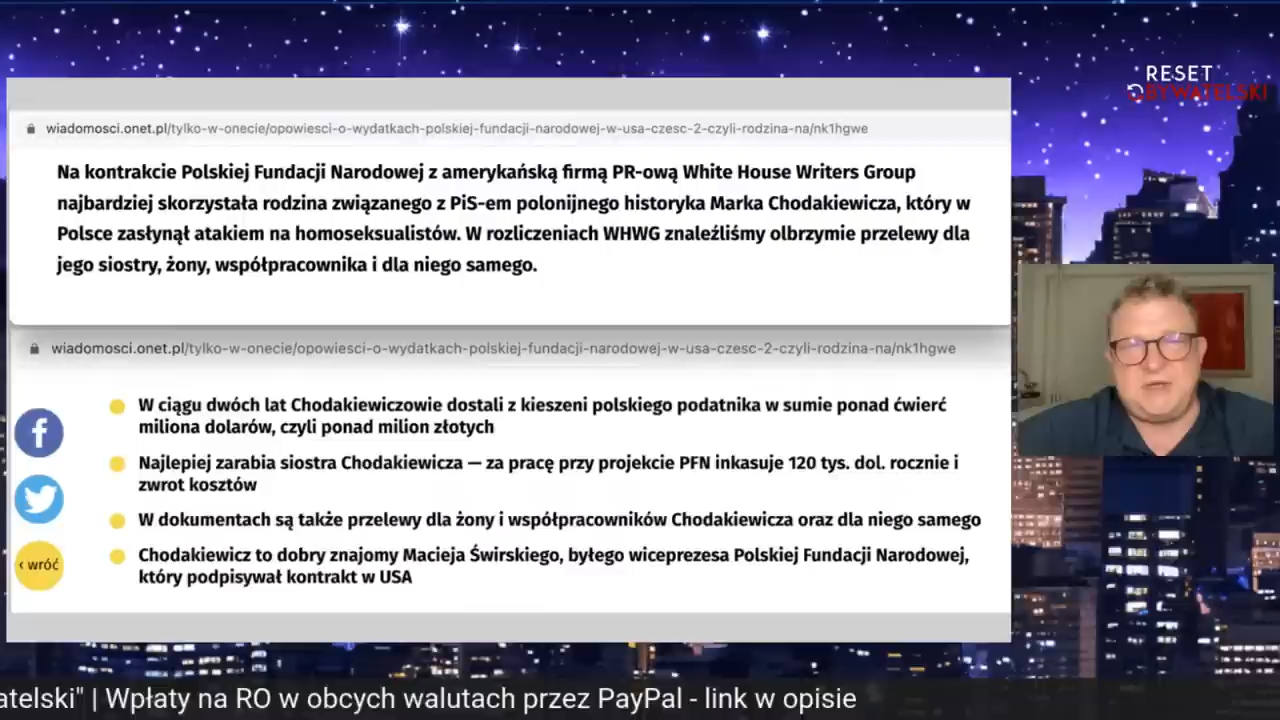 RESET
OBYWATELSKI
wiadomosci.onet.pl/tylko-w-onecie/opowiesci-o-wydatkach-polskiej-fundacji-narodowej-w-usa-czesc-2-czyli-rodzina-na/nk1hgwe
Na kontrakcie Polskiej Fundacji Narodowej z amerykańską firmą PR-ową White House Writers Group
najbardziej skorzystała rodzina związanego z PiS-em polonijnego historyka Marka Chodakiewicza, który w
Polsce zasłynął atakiem na homoseksualistów. W rozliczeniach WHWG znaleźliśmy olbrzymie przelewy dla
jego siostry, żony, współpracownika i dla niego samego.
wiadomosci.onet.pl/tylko-w-onecie/opowiesci-o-wydatkach-polskiej-fundacji-narodowej-w-usa-czesc-2-czyli-rodzina-na/nk1hgwe
W ciągu dwóch lat Chodakiewiczowie dostali z kieszeni polskiego podatnika w sumie ponad ćwierć
miliona dolarów, czyli ponad milion złotych
Najlepiej zarabia siostra Chodakiewicza — za pracę przy projekcie PFN inkasuje 120 tys. dol. rocznie i
zwrot kosztów
W dokumentach są także przelewy dla żony i współpracowników Chodakiewicza oraz dla niego samego
Chodakiewicz to dobry znajomy Macieja Świrskiego, byłego wiceprezesa Polskiej Fundacji Narodowej,
który podpisywał kontrakt w USA
‹ wróć
atelski" | Wpłaty na RO w obcych walutach przez PayPal - link w opisie